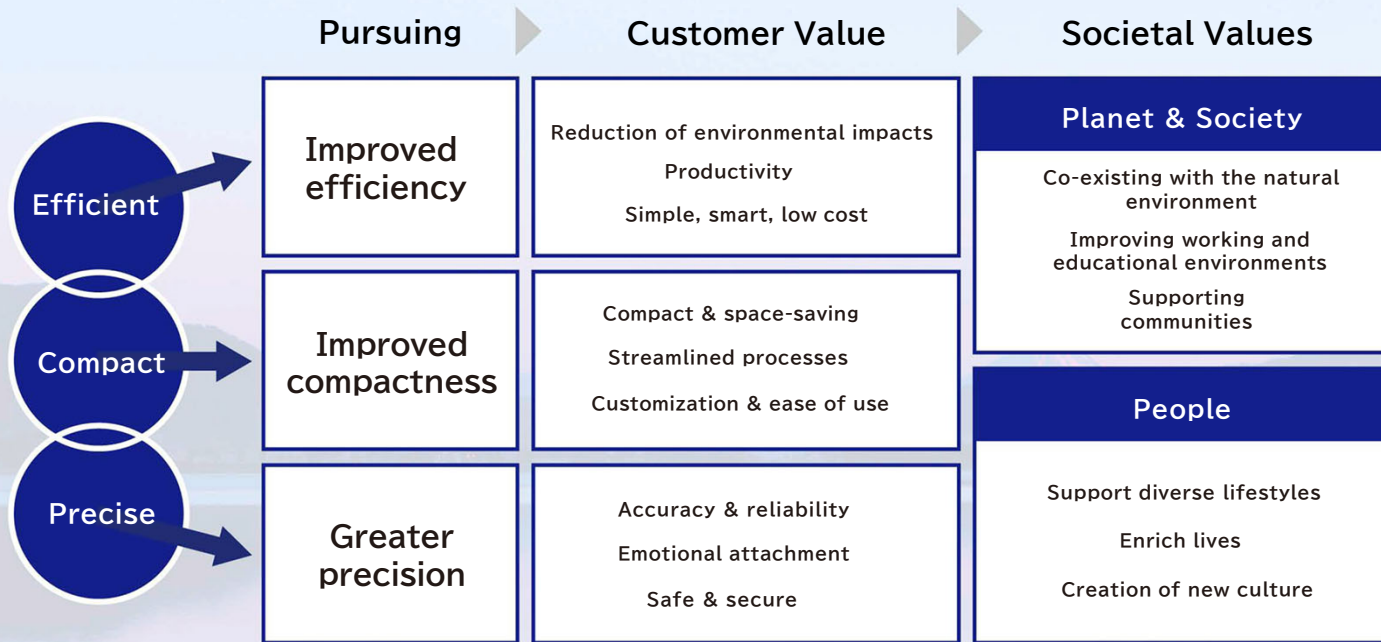 Pursuing
Customer Value
Societal Values
Efficient
Compact
Precise
Improved
efficiency
Reduction of environmental impacts
Productivity
Simple, smart, low cost
Improved
compactness
Compact & space-saving
Streamlined processes
Customization & ease of use
Greater
precision
Accuracy & reliability
Emotional attachment
Safe & secure
Planet & Society
Co-existing with the natural
environment
Improving working and
educational environments
Supporting
communities
People
Support diverse lifestyles
Enrich lives
Creation of new culture